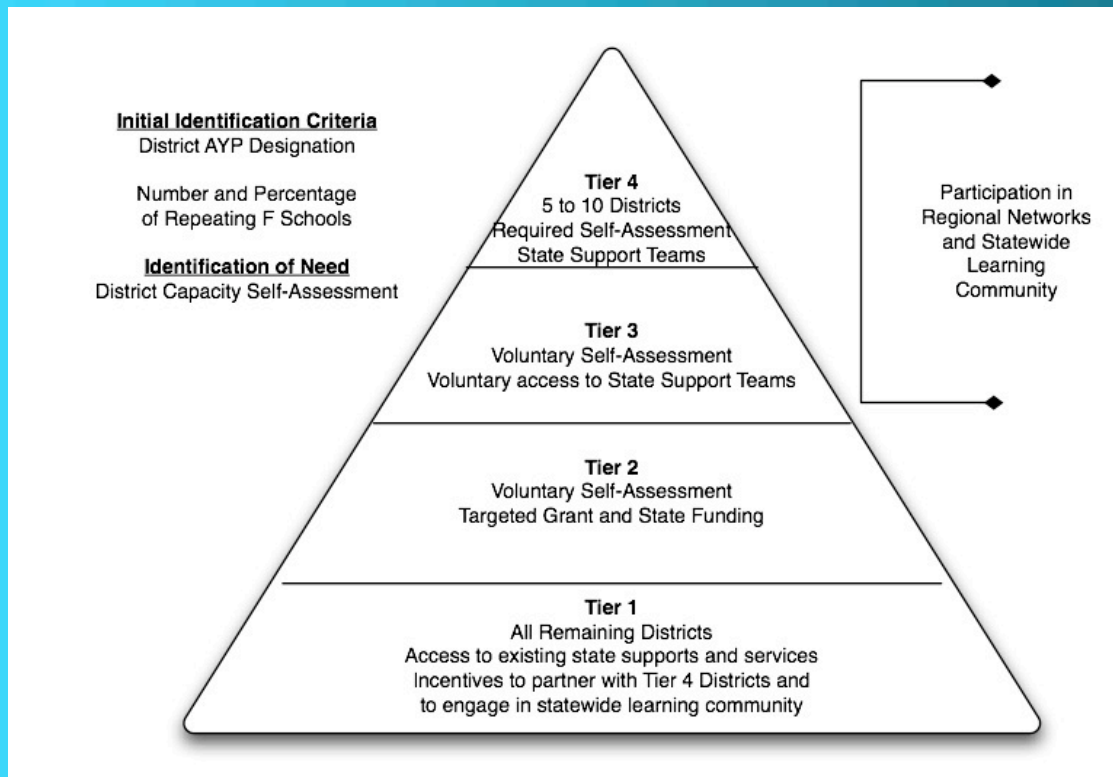 Initial Identification Criteria
District AYP Designation
Number and Percentage
of Repeating F Schools
Identification of Need
District Capacity Self-Assessment
Tier 4
5 to 10 Districts
Required Self-Assessment
State Support Teams
Tier 3
Voluntary Self-Assessment
Voluntary access to State Support Teams
Tier 2
Voluntary Self-Assessment
Targeted Grant and State Funding
Tier 1
All Remaining Districts
Access to existing state supports and services
Incentives to partner with Tier 4 Districts and
to engage in statewide learning community
Participation in
Regional Networks
and Statewide
Learning
Community